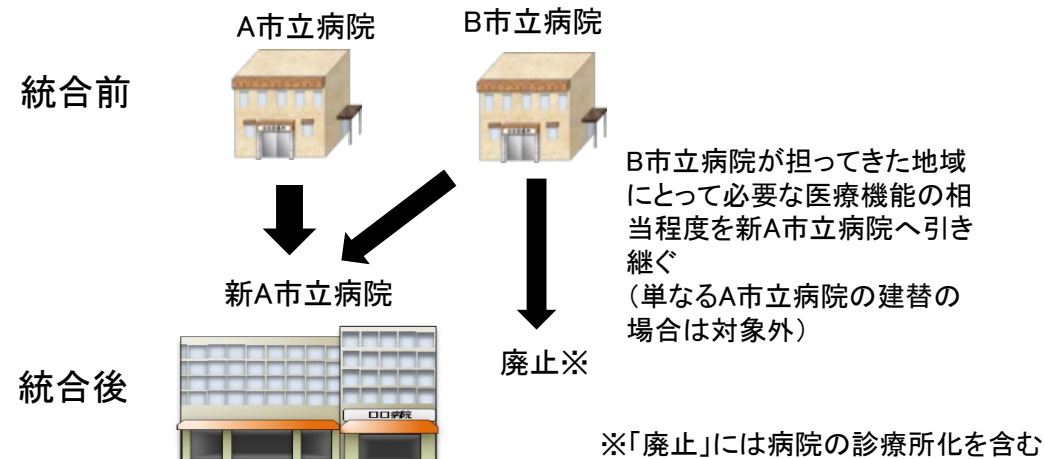 A市立病院
B市立病院
統合前
B市立病院が担ってきた地域
にとって必要な医療機能の相
当程度を新A市立病院へ引き
継ぐ
（単なるA市立病院の建替の
場合は対象外）
新A市立病院
廃止※
統合後
ロロ病院
※「廃止」には病院の診療所化を含む